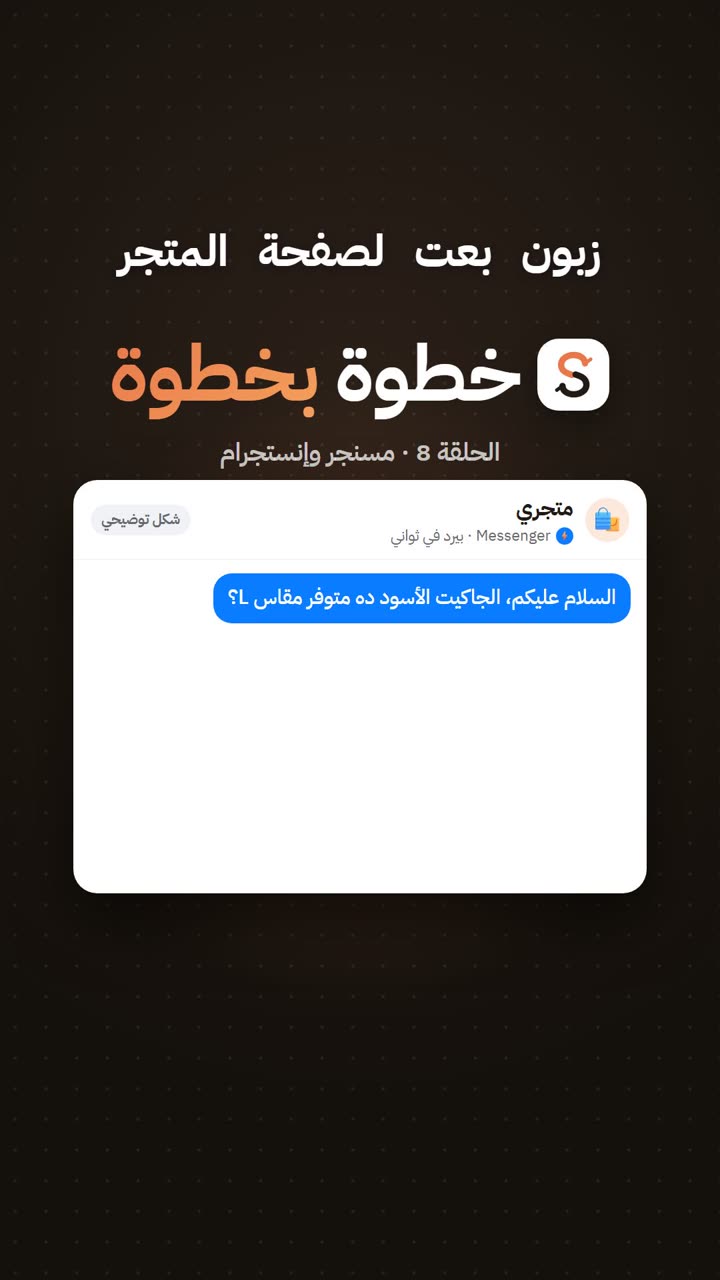 زبون بعت لصفحة المتجر
خطوة بخطوة
الحلقة 8 · مسنجر وإنستجرام
متجري
Messenger · بيرد في ثواني
شكل توضيحي
السلام عليكم، الجاكيت الأسود ده متوفر مقاس L؟